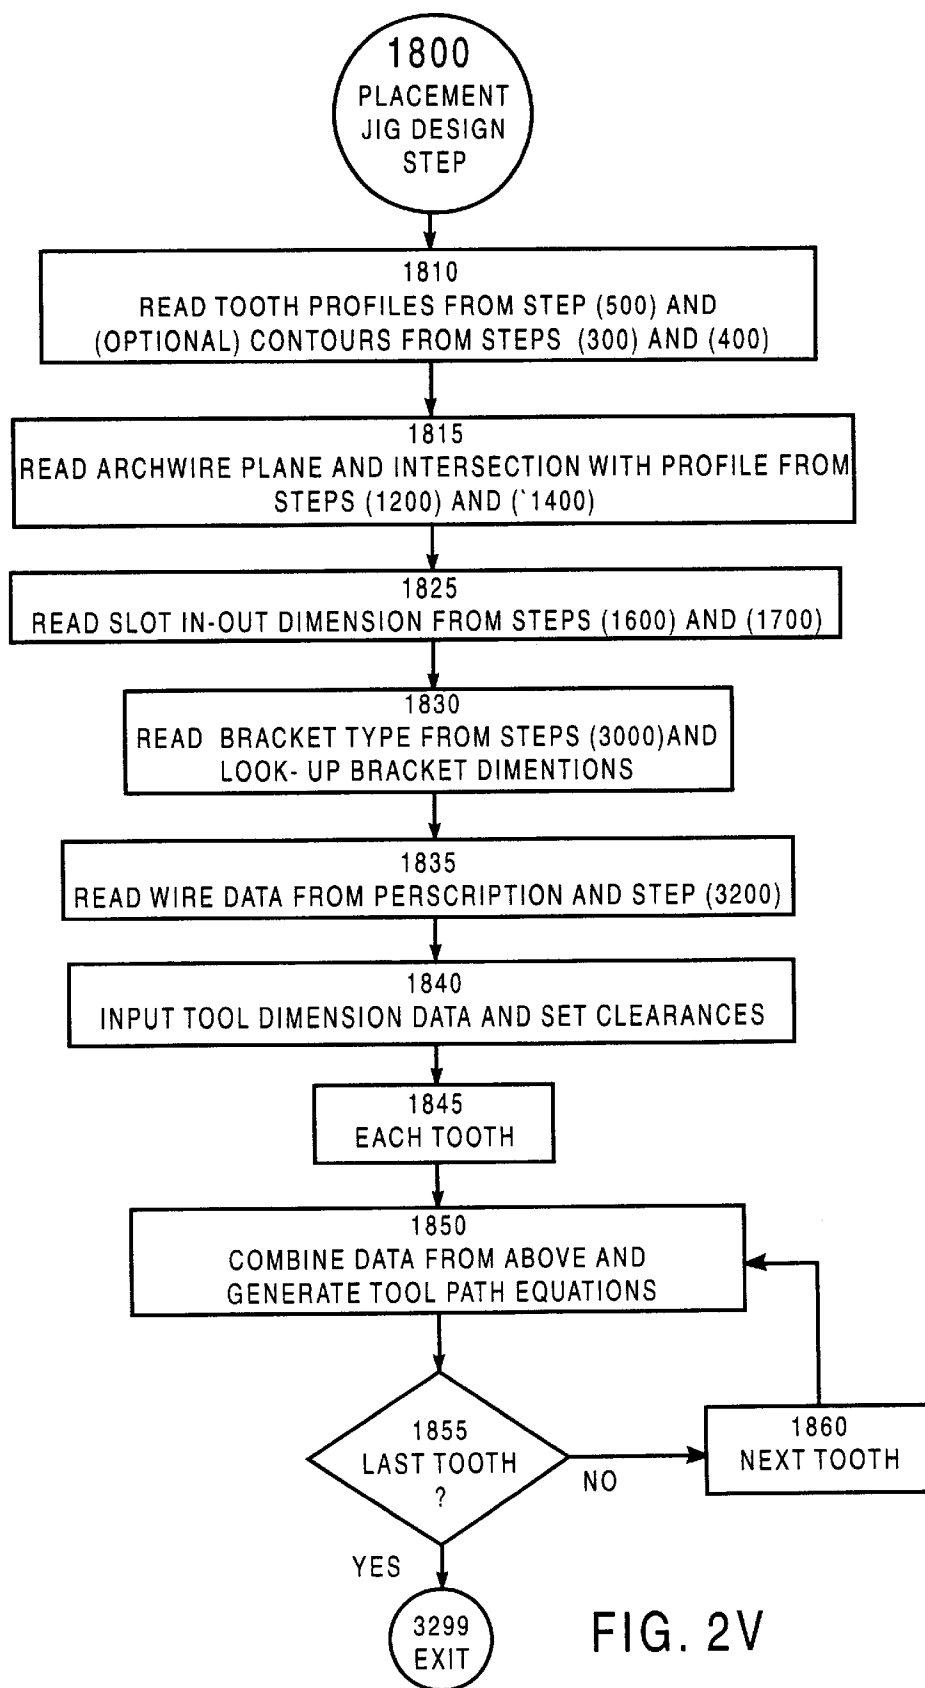 1800
PLACEMENT
JIG DESIGN
STEP
1810
READ TOOTH PROFILES FROM STEP (500) AND
(OPTIONAL) CONTOURS FROM STEPS (300) AND (400)
1815
READ ARCHWIRE PLANE AND INTERSECTION WITH PROFILE FROM
STEPS (1200) AND (`1400)
1825
READ SLOT IN-OUT DIMENSION FROM STEPS (1600) AND (1700)
1830
READ BRACKET TYPE FROM STEPS (3000)AND
LOOK- UP BRACKET DIMENTIONS
1835
READ WIRE DATA FROM PERSCRIPTION AND STEP (3200)
1840
INPUT TOOL DIMENSION DATA AND SET CLEARANCES
1845
EACH TOOTH
1850
COMBINE DATA FROM ABOVE AND
GENERATE TOOL PATH EQUATIONS
1855
LAST TOOTH
?
NO
1860
NEXT TOOTH
YES
3299
EXIT
FIG. 2V